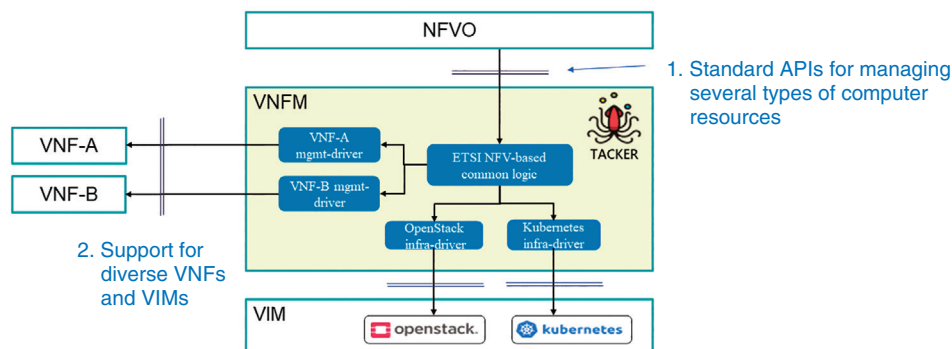 NFVO
1. Standard APIs for managing
several types of computer
resources
VNFM
TACKER
VNF-A
mgmt-driver
VNF-A
ETSI NFV-based
common logic
VNF-B mgmt-
driver
VNF-B
OpenStack
infra-driver
Kubernetes
infra-driver
2. Support for
diverse VNFs
and VIMs
VIM
openstack.
kubernetes